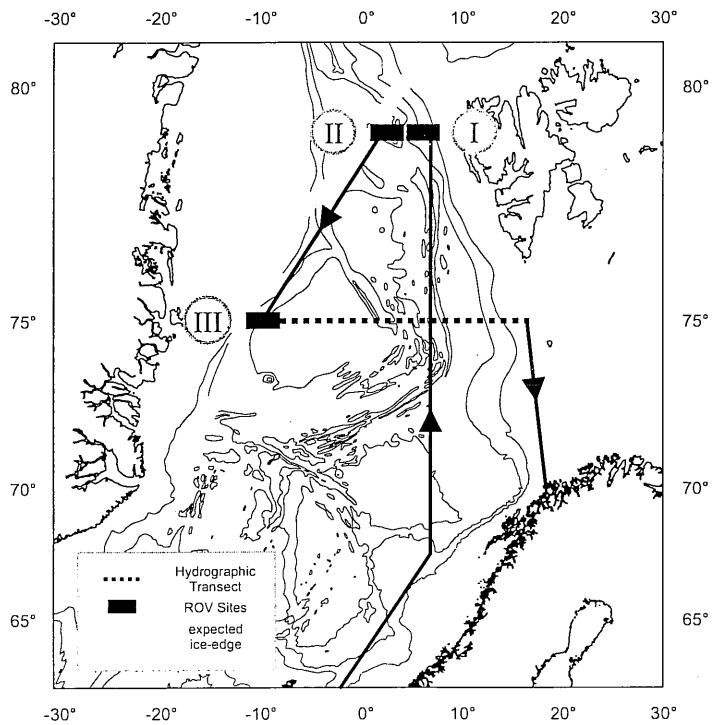 -30° -20° -10° 0° 10° 20° 30°
80° 80°
II I
III
75° 75°
70° 70°
Hydrographic
Transect
ROV Sites
expected
ice-edge
65° 65°
-30° -20° -10° 0° 10° 20° 30°